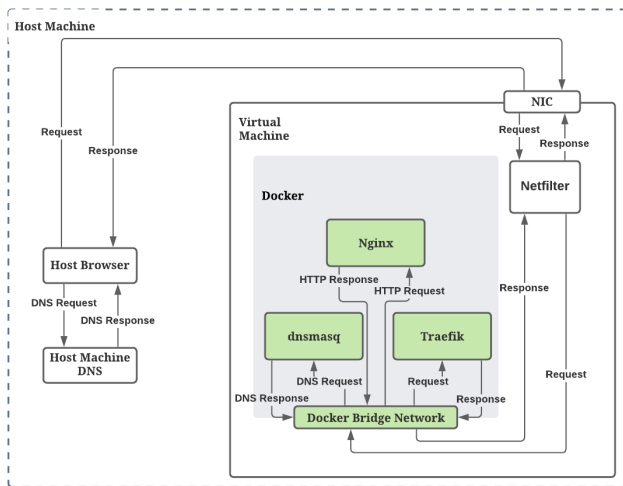 Host Machine
NIC
Virtual
Machine
Request
Request
Response
Response
Netfilter
Docker
Nginx
Host Browser
HTTP Response
HTTP Request
Response
DNS Request
DNS Response
dnsmasq
Traefik
Host Machine
DNS
Request
DNS Request
Request
DNS Response
Response
Docker Bridge Network